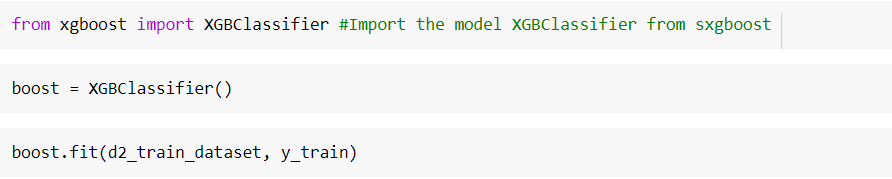 from xgboost import XGBClassifier #Import the model XGBClassifier from sxgboost
boost = XGBClassifier()
boost.fit(d2_train_dataset, y_train)